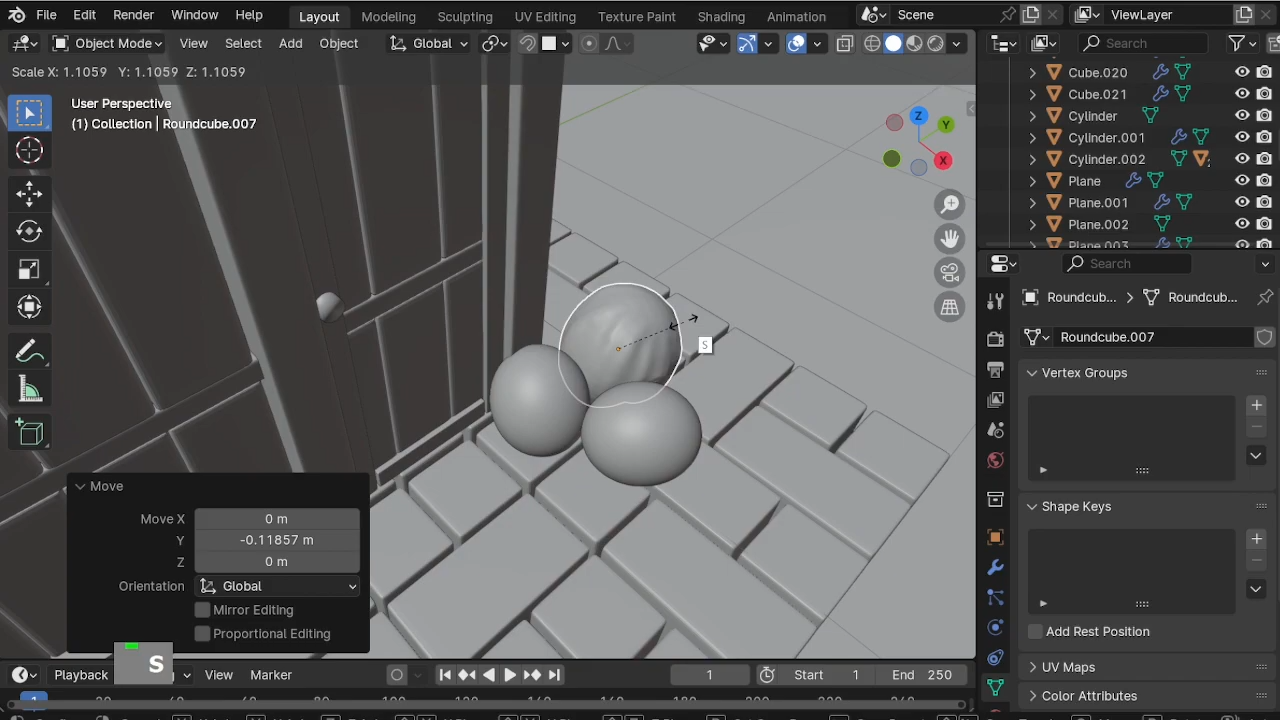 File Edit Render Window Help Layout Modeling Sculpting UV Editing Texture Paint Shading Animation Scene ViewLayer
Object Mode View Select Add Object Global Search
Scale X: 1.1059 Y: 1.1059 Z: 1.1059
User Perspective
(1) Collection | Roundcube.007
Z
Y
X
S
Cube.020
Cube.021
Cylinder
Cylinder.001
Cylinder.002
Plane
Plane.001
Plane.002
Plane.003
Search
Roundcub... Roundcub...
Roundcube.007
Vertex Groups
Shape Keys
Add Rest Position
UV Maps
Color Attributes
Move
Move X 0 m
Y -0.11857 m
Z 0 m
Orientation Global
Mirror Editing
Proportional Editing
S
Playback View Marker 1 Start 1 End 250
1